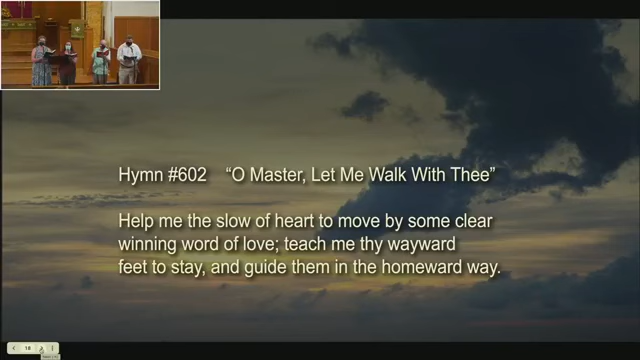 Hymn #602 “O Master, Let Me Walk With Thee”
Help me the slow of heart to move by some clear
winning word of love; teach me thy wayward
feet to stay, and guide them in the homeward way.
18